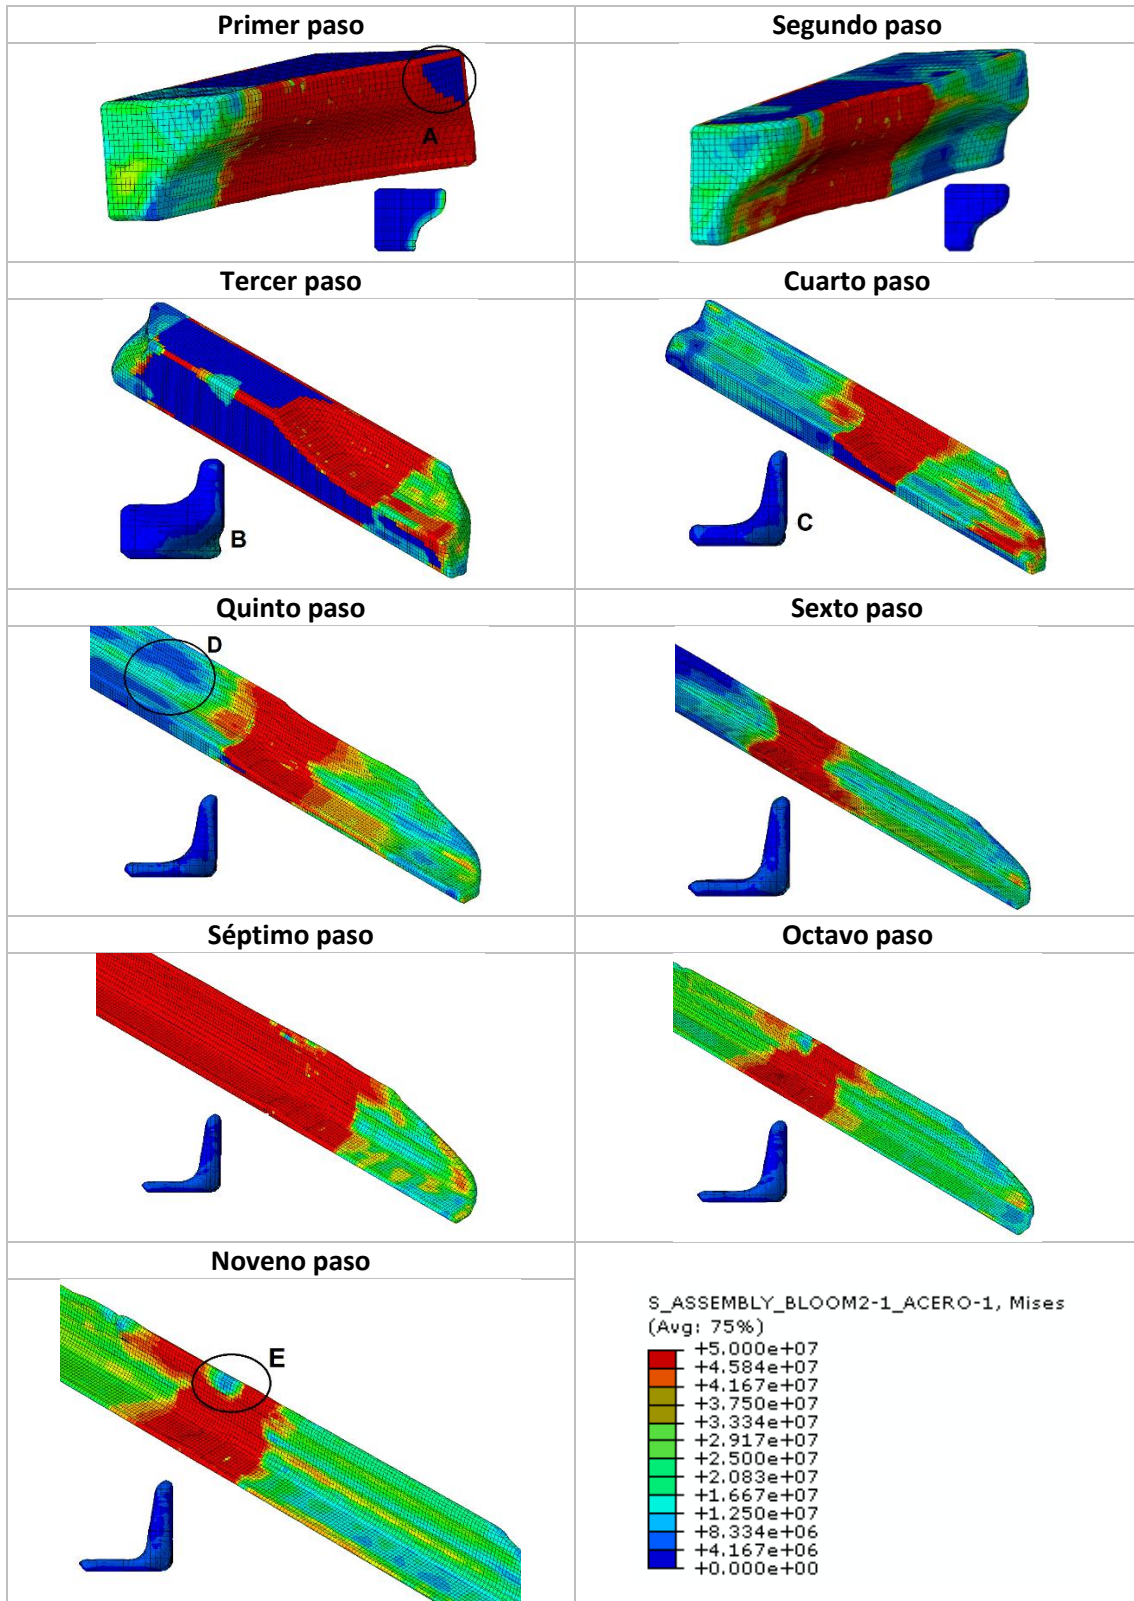 Primer paso
Segundo paso
A
Tercer paso
Cuarto paso
B
C
Quinto paso
Sexto paso
D
Séptimo paso
Octavo paso
Noveno paso
E
S_ASSEMBLY_BLOOM2-1_ACERO-1, Mises
(Avg: 75%)
+5.000e+07
+4.584e+07
+4.167e+07
+3.750e+07
+3.334e+07
+2.917e+07
+2.500e+07
+2.083e+07
+1.667e+07
+1.250e+07
+8.334e+06
+4.167e+06
+0.000e+00